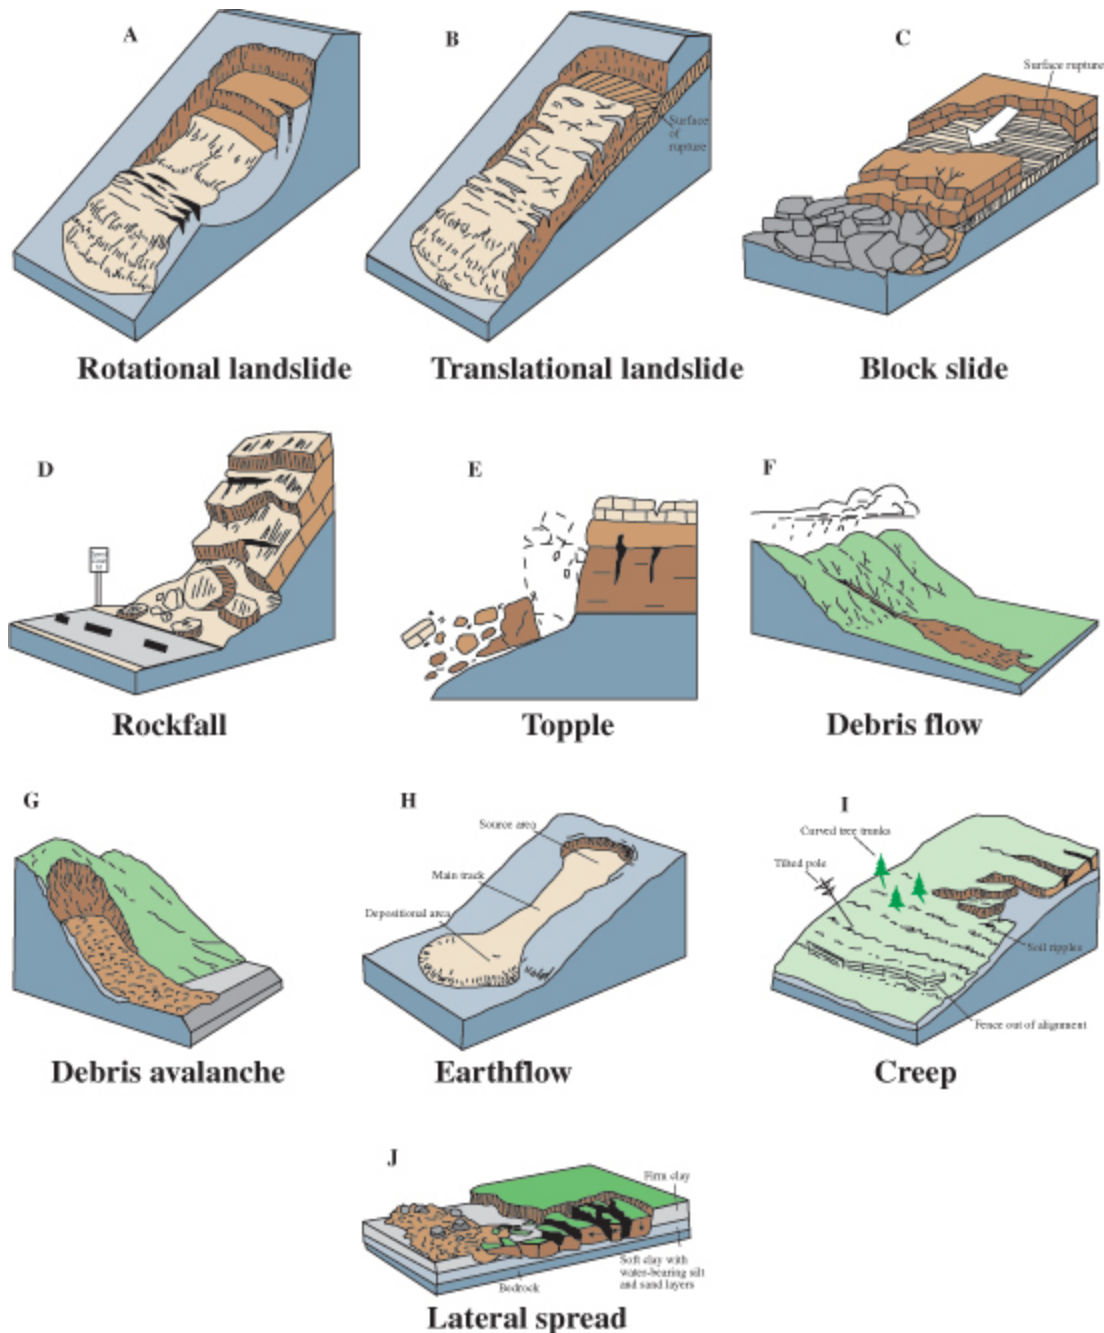 A
B
C
Surface rupture
Surface
of
rupture
Toe
Rotational landslide
Translational landslide
Block slide
D
E
F
Rockfall
Topple
Debris flow
G
H
I
Source area
Main track
Depositional area
Curved tree trunks
Tilted pole
Soil ripples
Fence out of alignment
Debris avalanche
Earthflow
Creep
J
Firm clay
Soft clay with
water-bearing silt
and sand layers
Bedrock
Lateral spread